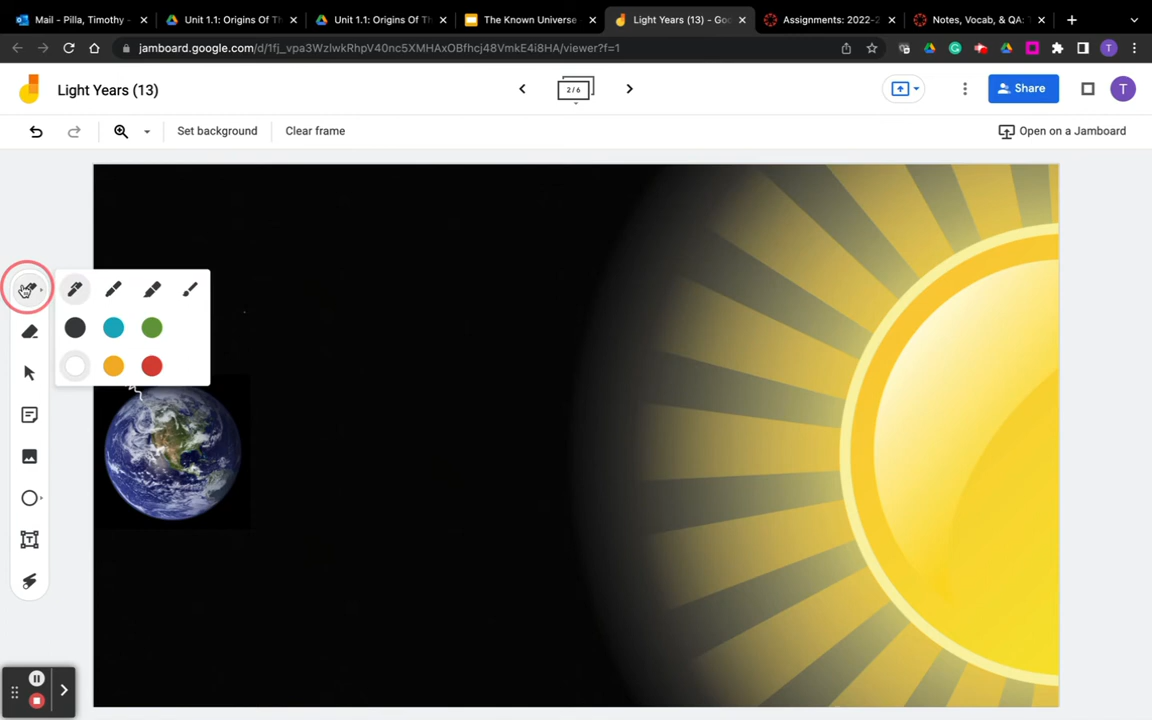 Mail - Pilla, Timothy -
Unit 1.1: Origins Of Th
Unit 1.1: Origins Of Th
The Known Universe
Light Years (13) - Goo
Assignments: 2022-2
Notes, Vocab, & QA: T
jamboard.google.com/d/1fj_vpa3WzlwkRhpV40nc5XMHAxOBfhcj48VmkE4i8HA/viewer?f=1
T
Light Years (13)
2/6
Share
T
Set background
Clear frame
Open on a Jamboard